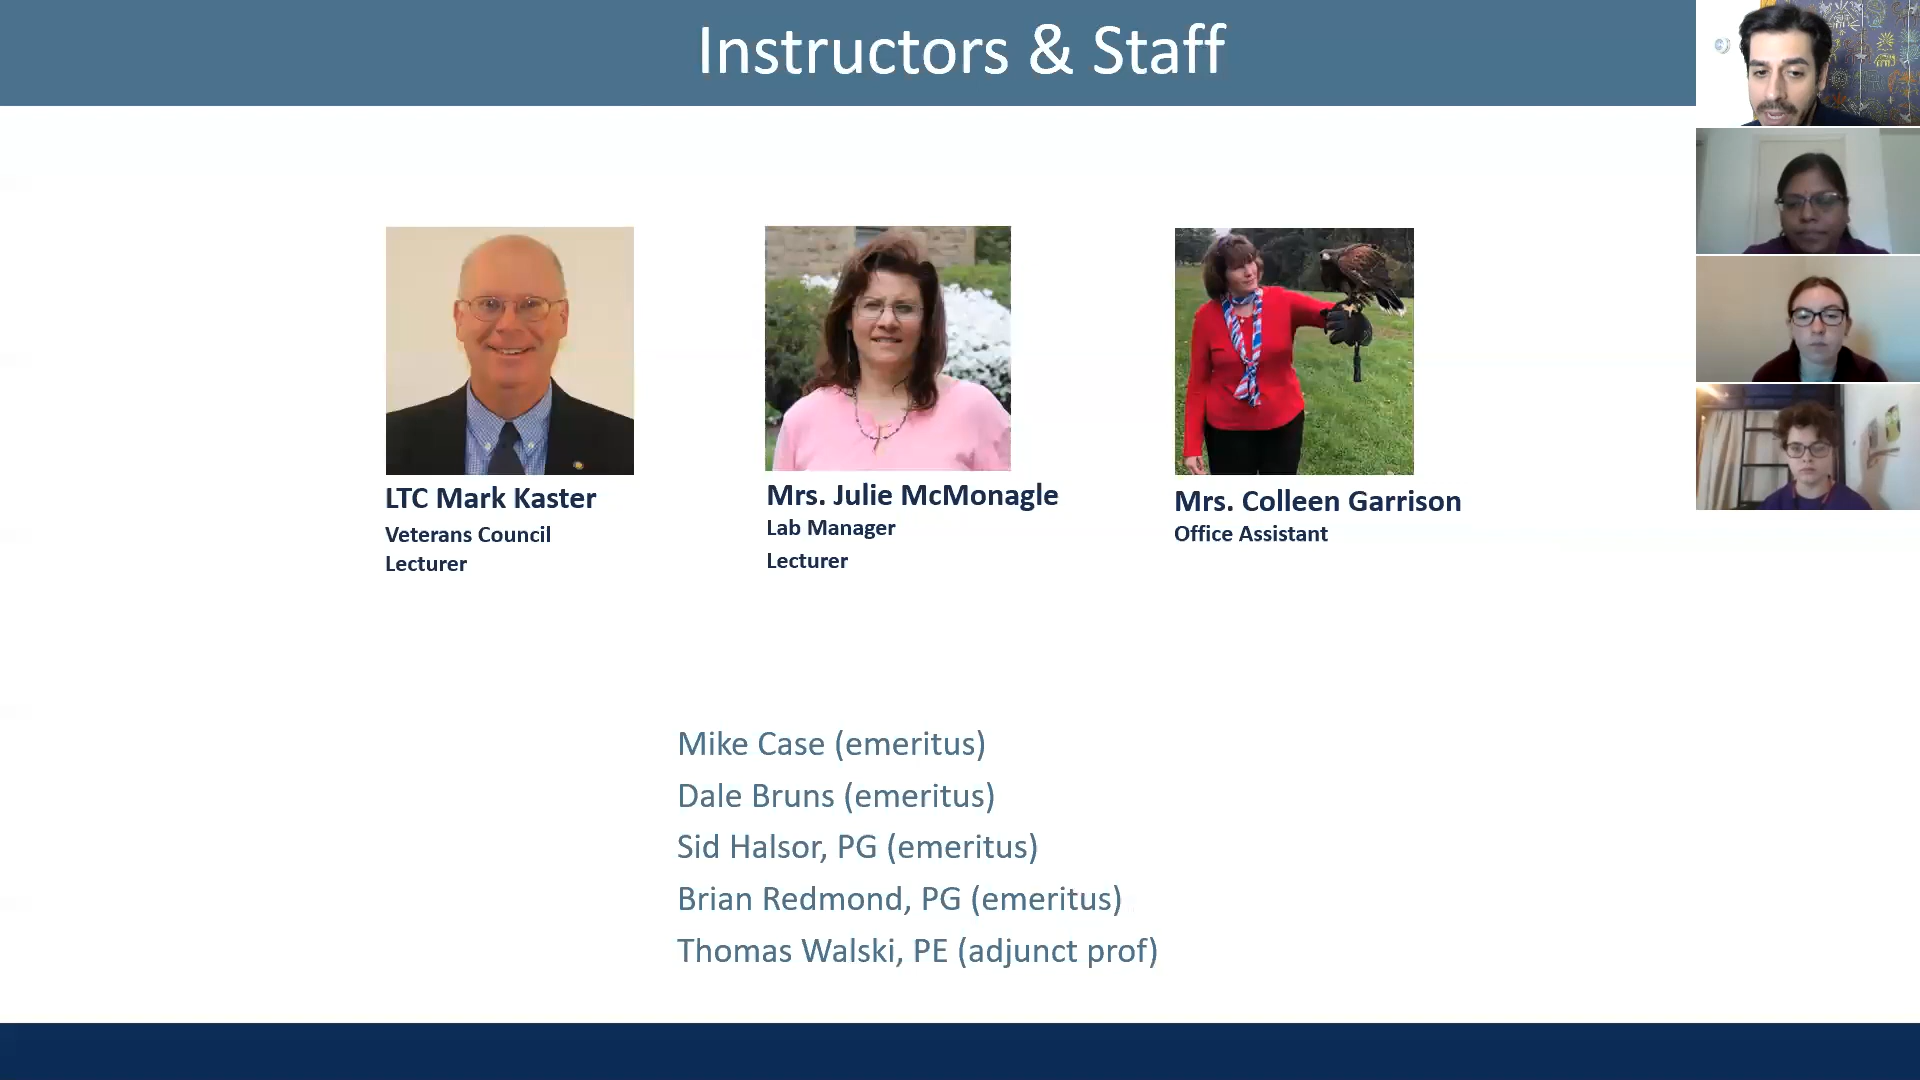 Instructors & Staff
LTC Mark Kaster
Veterans Council
Lecturer
Mrs. Julie McMonagle
Lab Manager
Lecturer
Mrs. Colleen Garrison
Office Assistant
Mike Case (emeritus)
Dale Bruns (emeritus)
Sid Halsor, PG (emeritus)
Brian Redmond, PG (emeritus)
Thomas Walski, PE (adjunct prof)